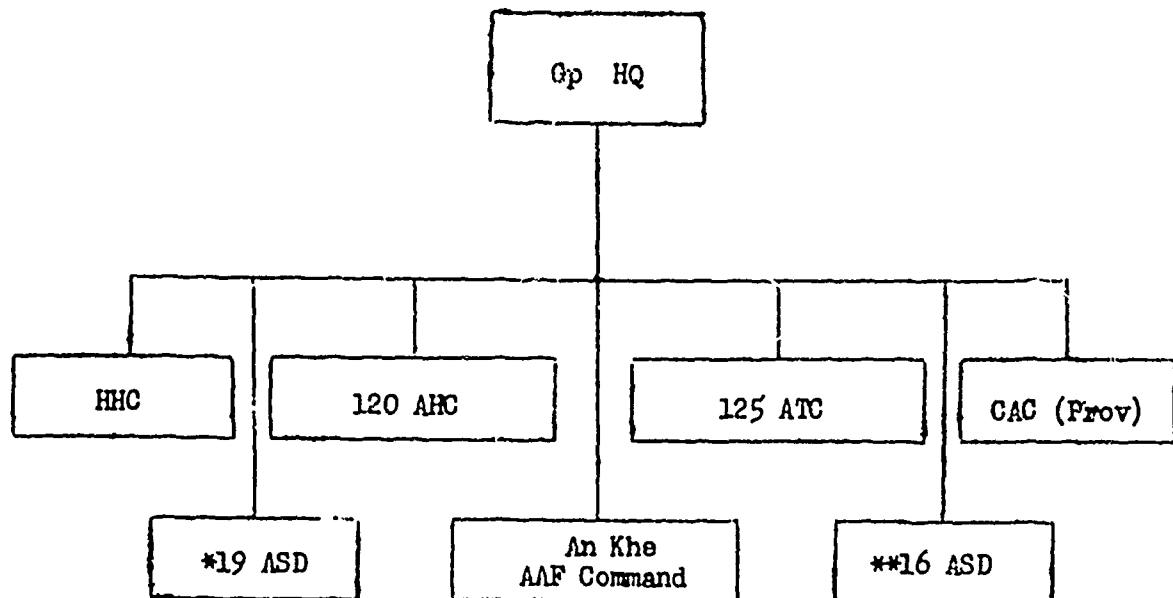 Gp HQ
HHC
120 AHC
125 ATC
CAC (Prov)
*19 ASD
An Khe
AAF Command
**16 ASD